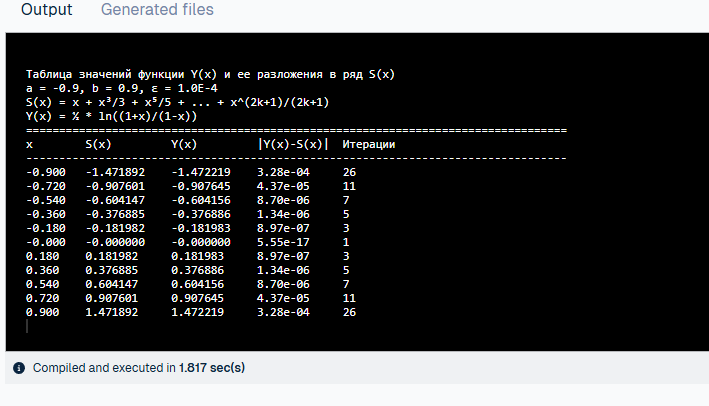 Output Generated files
Таблица значений функции Y(x) и ее разложения в ряд S(x)
a = -0.9, b = 0.9, ε = 1.0E-4
S(x) = x + x³/3 + x⁵/5 + ... + x^(2k+1)/(2k+1)
Y(x) = ½ * ln((1+x)/(1-x))
================================================================================
x S(x) Y(x) |Y(x)-S(x)| Итерации
--------------------------------------------------------------------------------
-0.900 -1.471892 -1.472219 3.28e-04 26
-0.720 -0.907601 -0.907645 4.37e-05 11
-0.540 -0.604147 -0.604156 8.70e-06 7
-0.360 -0.376885 -0.376886 1.34e-06 5
-0.180 -0.181982 -0.181983 8.97e-07 3
-0.000 -0.000000 -0.000000 5.55e-17 1
0.180 0.181982 0.181983 8.97e-07 3
0.360 0.376885 0.376886 1.34e-06 5
0.540 0.604147 0.604156 8.70e-06 7
0.720 0.907601 0.907645 4.37e-05 11
0.900 1.471892 1.472219 3.28e-04 26
Compiled and executed in 1.817 sec(s)